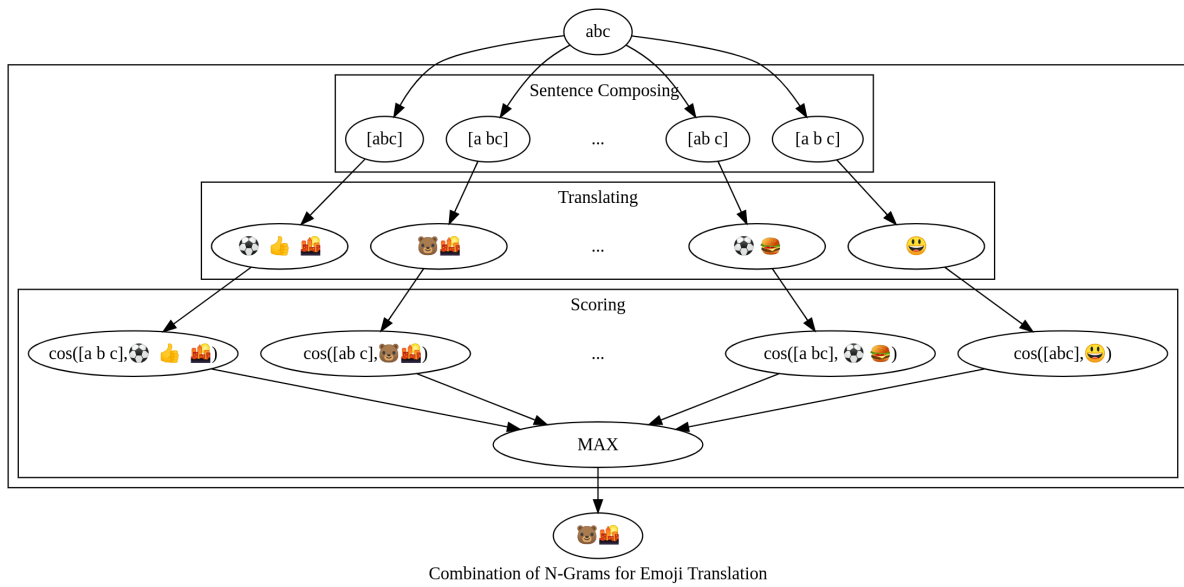 abc
Sentence Composing
[abc] [a bc] ... [ab c] [a b c]
Translating
⚽ 👍 🌇 🐻🌇 ... ⚽ 🍔 😃
Scoring
cos([a b c],⚽ 👍 🌇) cos([ab c],🐻🌇) ... cos([a bc], ⚽ 🍔) cos([abc],😃)
MAX
🐻🌇
Combination of N-Grams for Emoji Translation